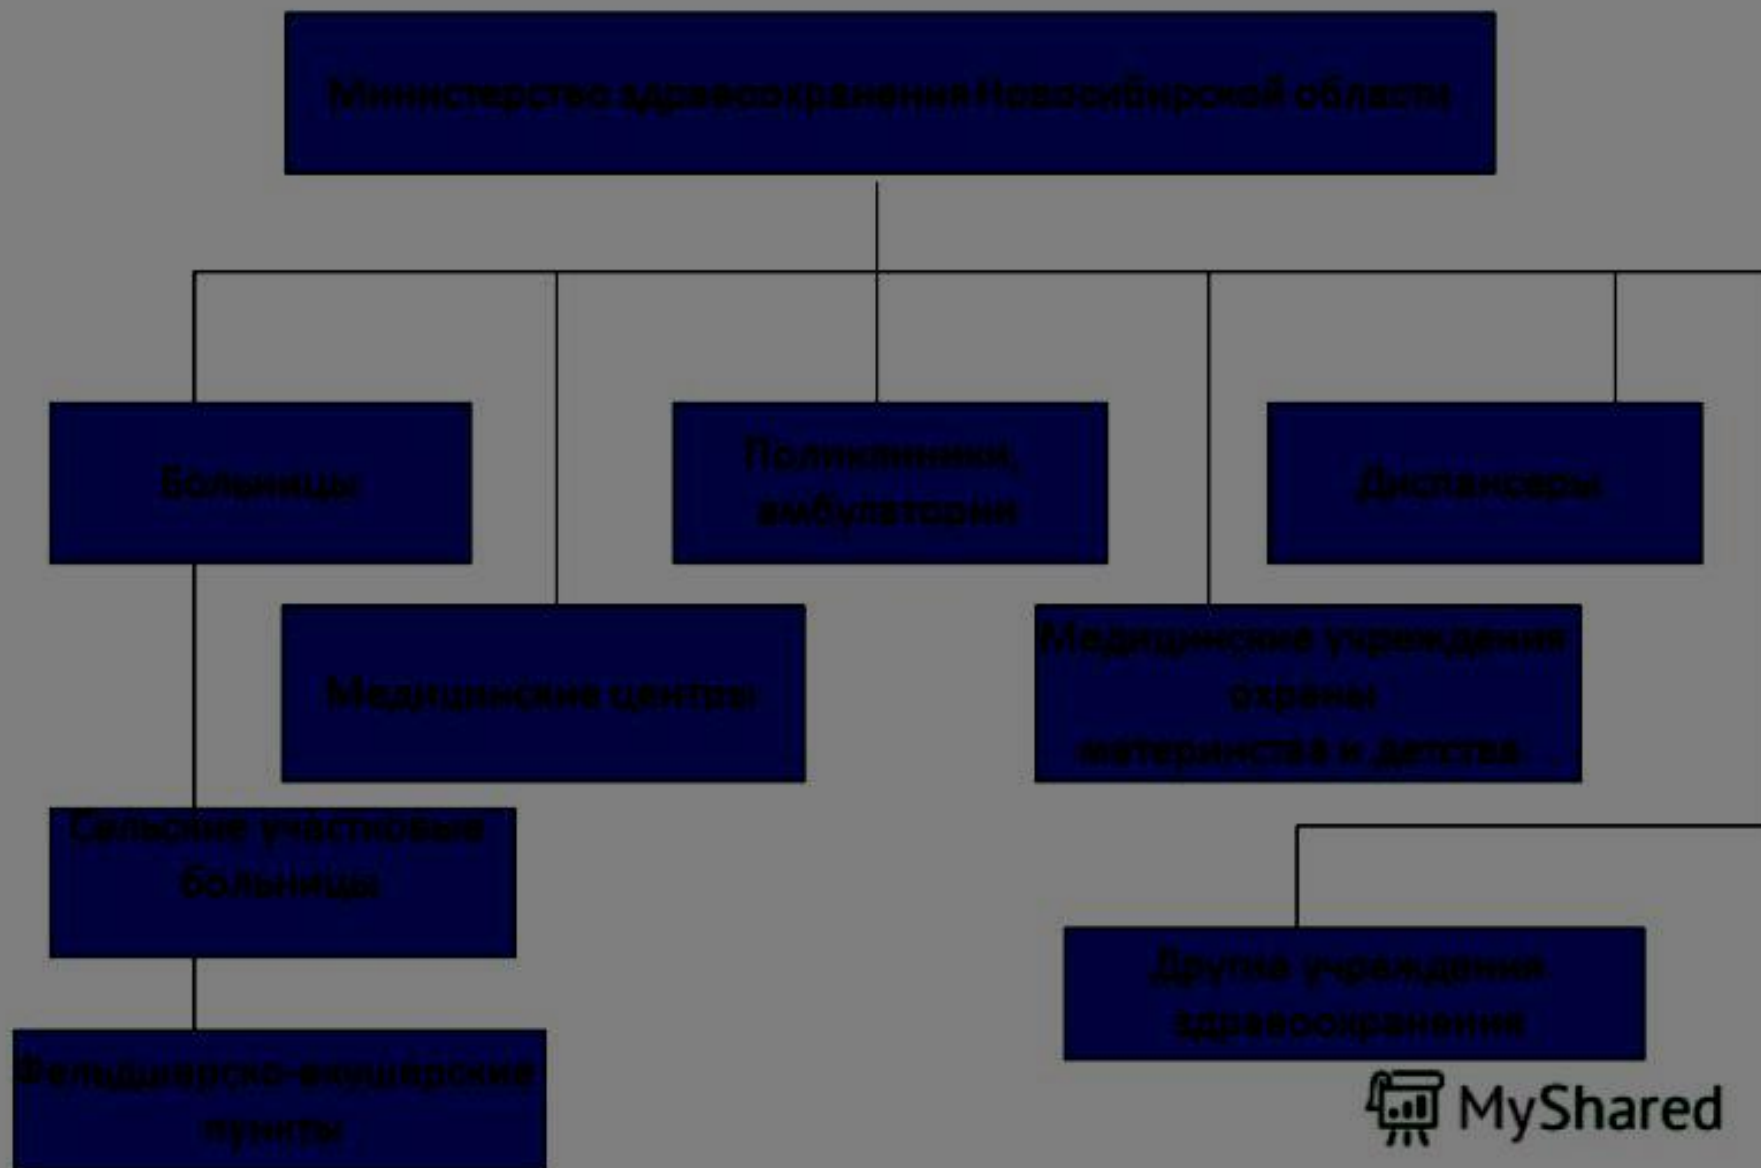 Министерство здравоохранения Новосибирской области
Больницы
Поликлиники,
амбулатории
Диспансеры
Медицинские центры
Медицинские учреждения
охраны
материнства и детства
Сельские участковые
больницы
Другие учреждения
здравоохранения
Фельдшерско-акушерские
пункты
MyShared